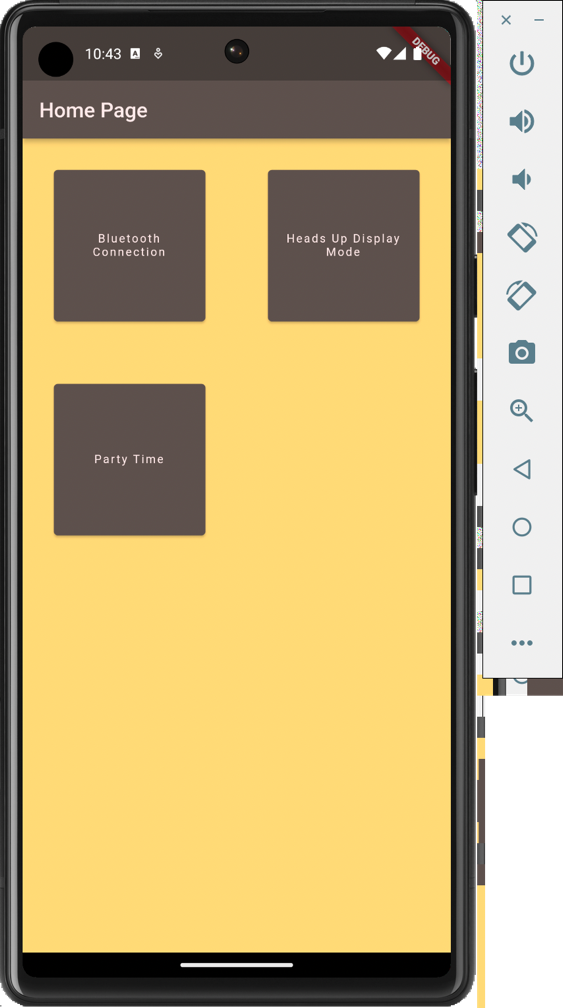 10:43 A
DEBUG
Home Page
Bluetooth
Connection
Heads Up Display
Mode
Party Time